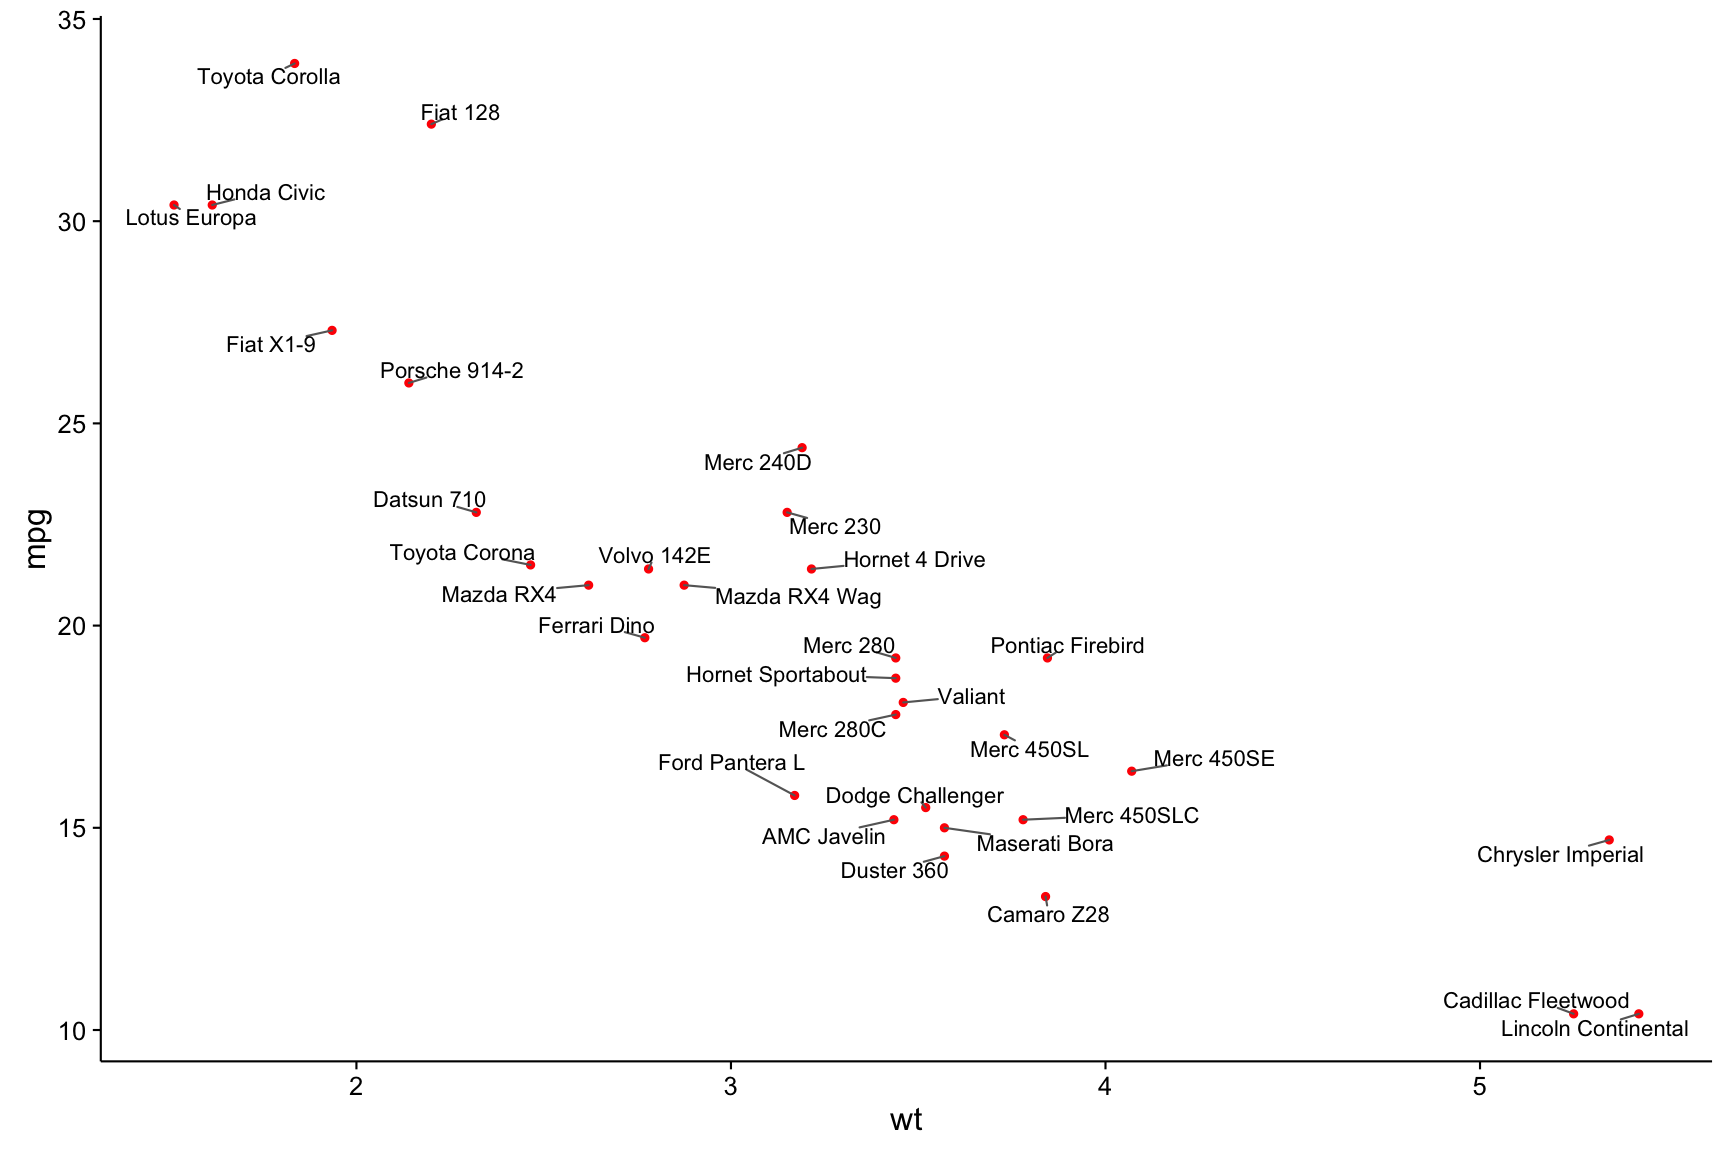 35
Toyota Corolla
Fiat 128
Honda Civic
Lotus Europa
30
Fiat X1-9
Porsche 914-2
25
Merc 240D
Datsun 710
Merc 230
mpg
Toyota Corona
Volvo 142E
Hornet 4 Drive
Mazda RX4
Mazda RX4 Wag
20
Ferrari Dino
Merc 280
Pontiac Firebird
Hornet Sportabout
Valiant
Merc 280C
Merc 450SL
Merc 450SE
Ford Pantera L
Dodge Challenger
Merc 450SLC
15
AMC Javelin
Maserati Bora
Chrysler Imperial
Duster 360
Camaro Z28
Cadillac Fleetwood
Lincoln Continental
10
2
3
4
5
wt